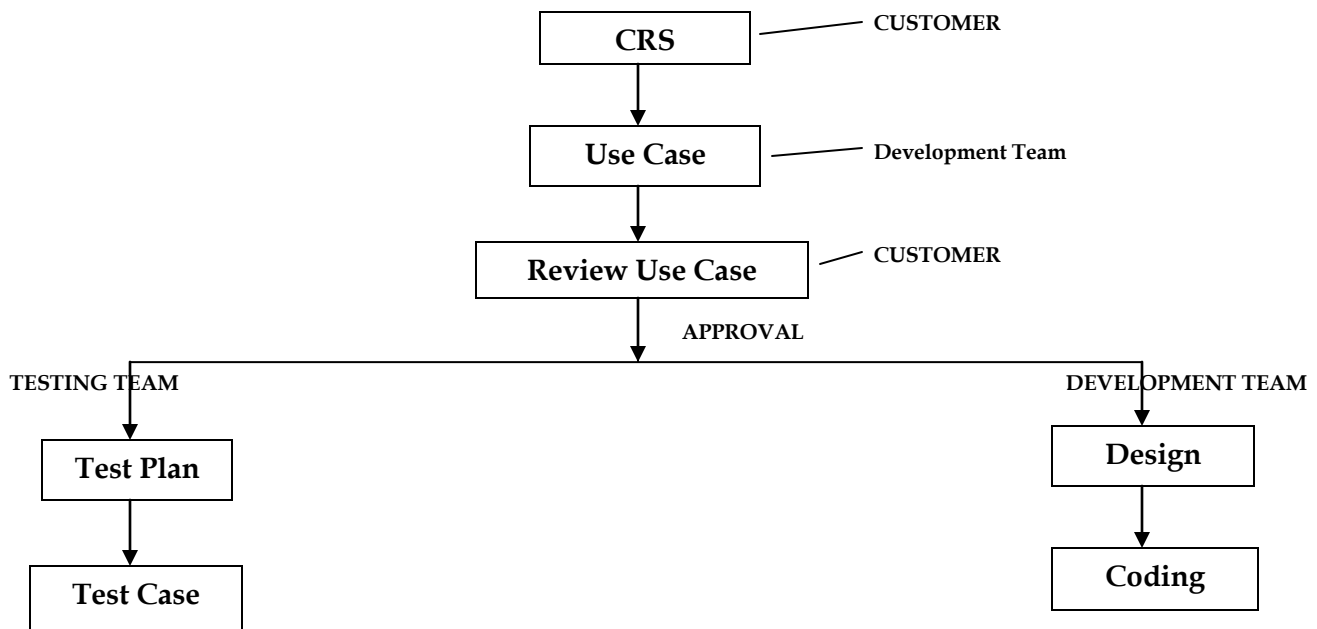 CRS
CUSTOMER
Use Case
Development Team
Review Use Case
CUSTOMER
APPROVAL
TESTING TEAM
DEVELOPMENT TEAM
Test Plan
Design
Test Case
Coding